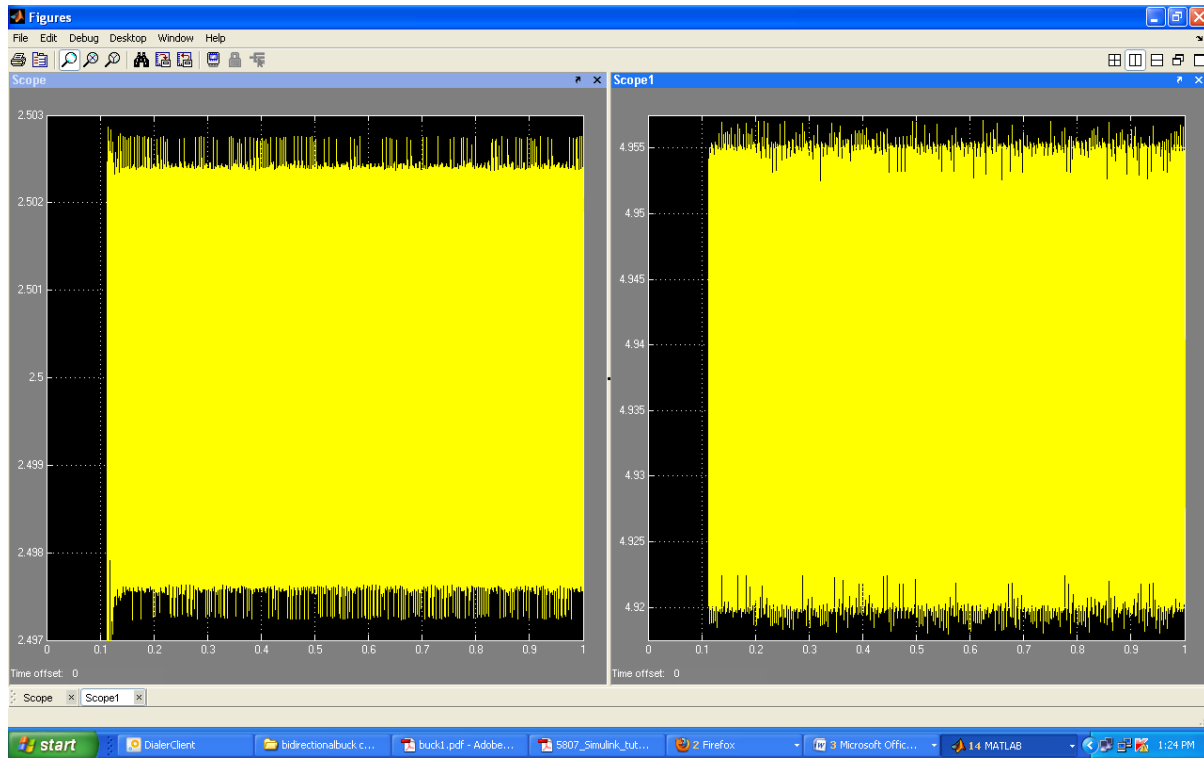 Figures
File Edit Debug Desktop Window Help
Scope
2.503
2.502
2.501
2.5
2.499
2.498
2.497
0 0.1 0.2 0.3 0.4 0.5 0.6 0.7 0.8 0.9 1
Time offset: 0
Scope1
4.955
4.95
4.945
4.94
4.935
4.93
4.925
4.92
0 0.1 0.2 0.3 0.4 0.5 0.6 0.7 0.8 0.9 1
Time offset: 0
Scope Scope1
start DialerClient bidirectionalbuck c... buck1.pdf - Adobe... 5807_Simulink_tut... 2 Firefox 3 Microsoft Offic... 14 MATLAB 1:24 PM